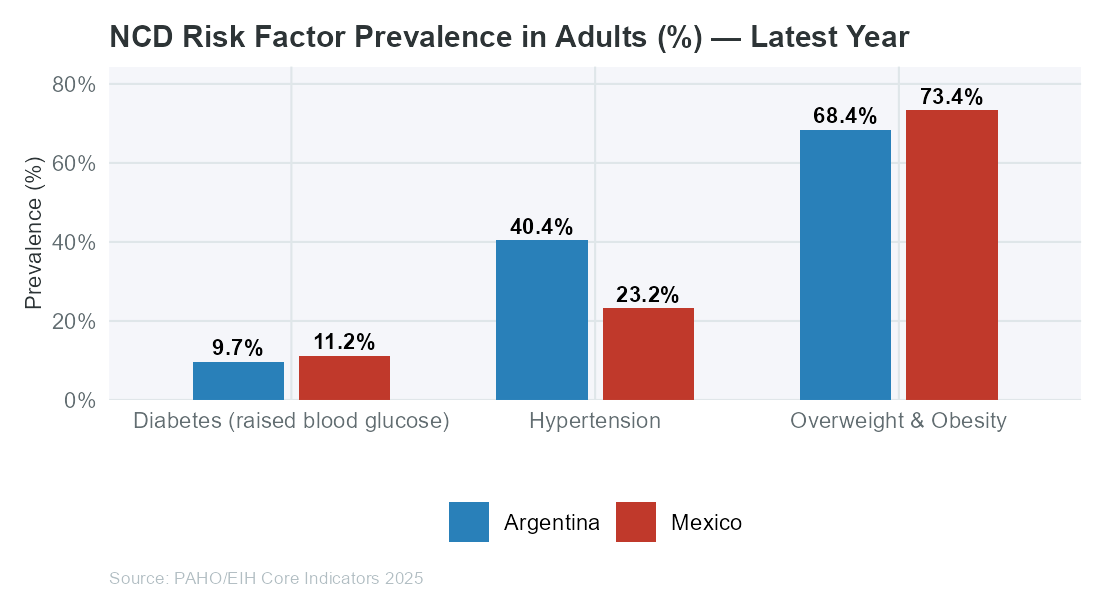 NCD Risk Factor Prevalence in Adults (%) — Latest Year
Prevalence (%)
80%
60%
40%
20%
0%
9.7%
11.2%
40.4%
23.2%
68.4%
73.4%
Diabetes (raised blood glucose)
Hypertension
Overweight & Obesity
Argentina
Mexico
Source: PAHO/EIH Core Indicators 2025